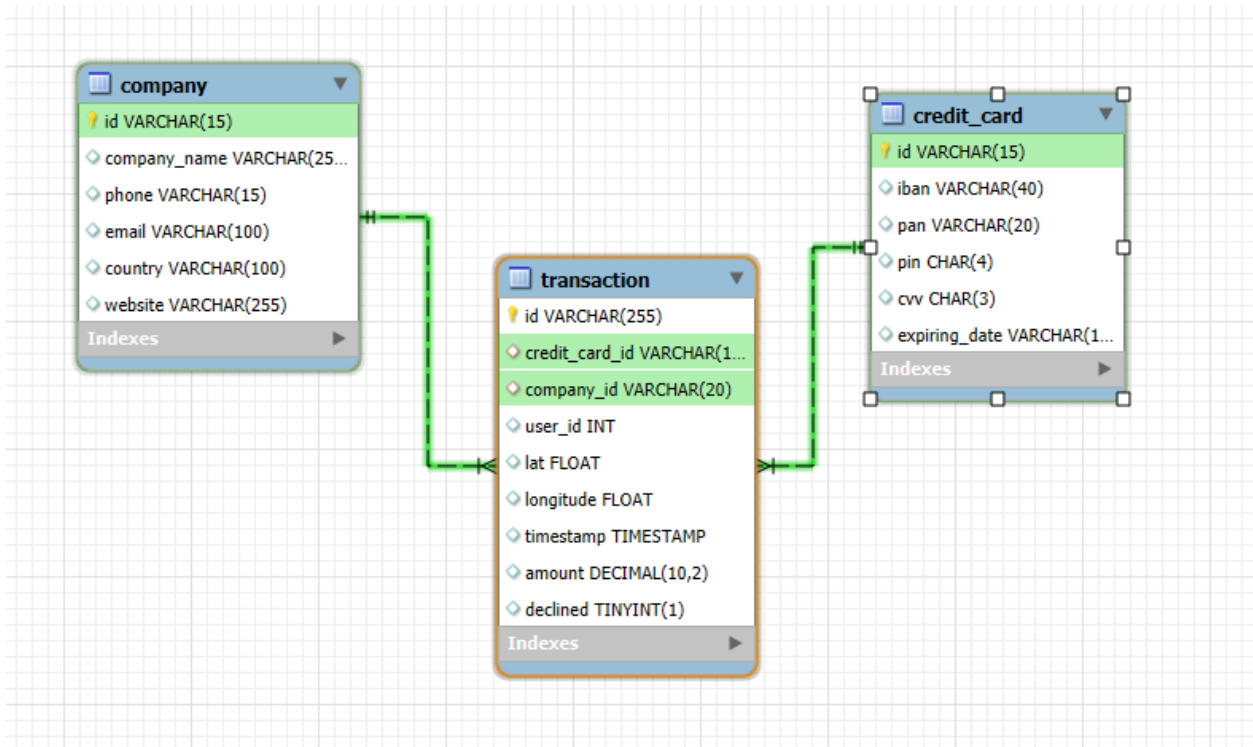 company
id VARCHAR(15)
company_name VARCHAR(25...
phone VARCHAR(15)
email VARCHAR(100)
country VARCHAR(100)
website VARCHAR(255)
Indexes
transaction
id VARCHAR(255)
credit_card_id VARCHAR(1...
company_id VARCHAR(20)
user_id INT
lat FLOAT
longitude FLOAT
timestamp TIMESTAMP
amount DECIMAL(10,2)
declined TINYINT(1)
Indexes
credit_card
id VARCHAR(15)
iban VARCHAR(40)
pan VARCHAR(20)
pin CHAR(4)
cvv CHAR(3)
expiring_date VARCHAR(1...
Indexes